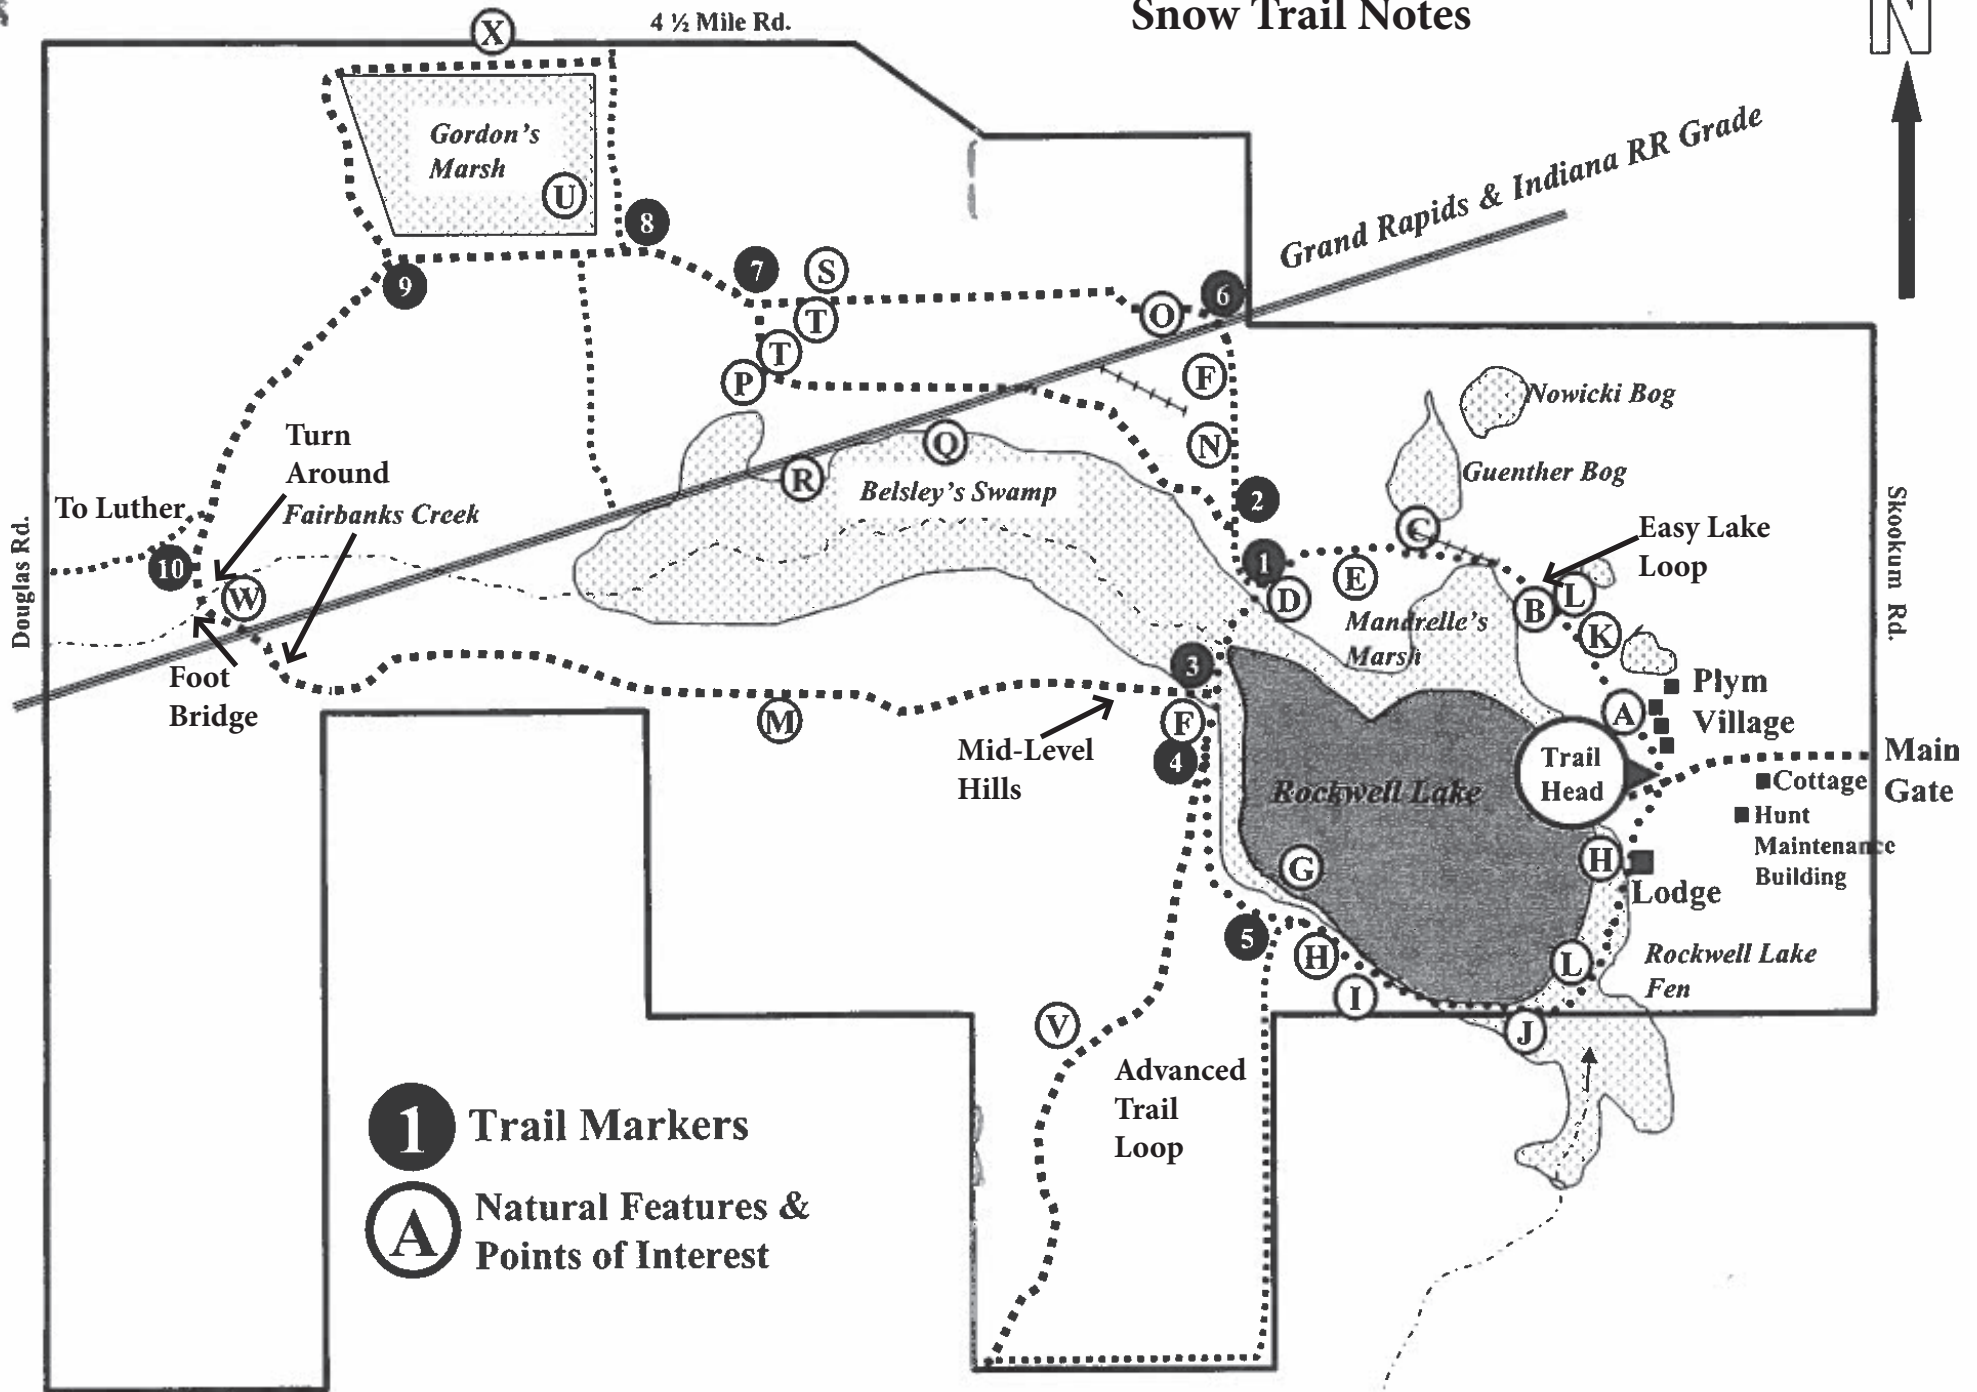 Snow Trail Notes
N
4 ½ Mile Rd.
X
Grand Rapids & Indiana RR Grade
Gordon's
Marsh
U
8
7
S
9
6
O
T
T
P
F
Nowicki Bog
N
Guenther Bog
Turn
Around
Q
R
Belsley's Swamp
2
C
To Luther
Fairbanks Creek
Easy Lake
Loop
Skookum Rd.
Douglas Rd.
10
1
E
D
W
B
L
K
Mandrelle's
Marsh
3
Foot
Bridge
M
F
4
Mid-Level
Hills
A
Plym
Village
Trail
Head
Main
Gate
Cottage
Hunt
Maintenance
Building
Rockwell Lake
G
H
Lodge
5
H
I
L
Rockwell Lake
Fen
J
V
Advanced
Trail
Loop
1 Trail Markers
A Natural Features &
Points of Interest